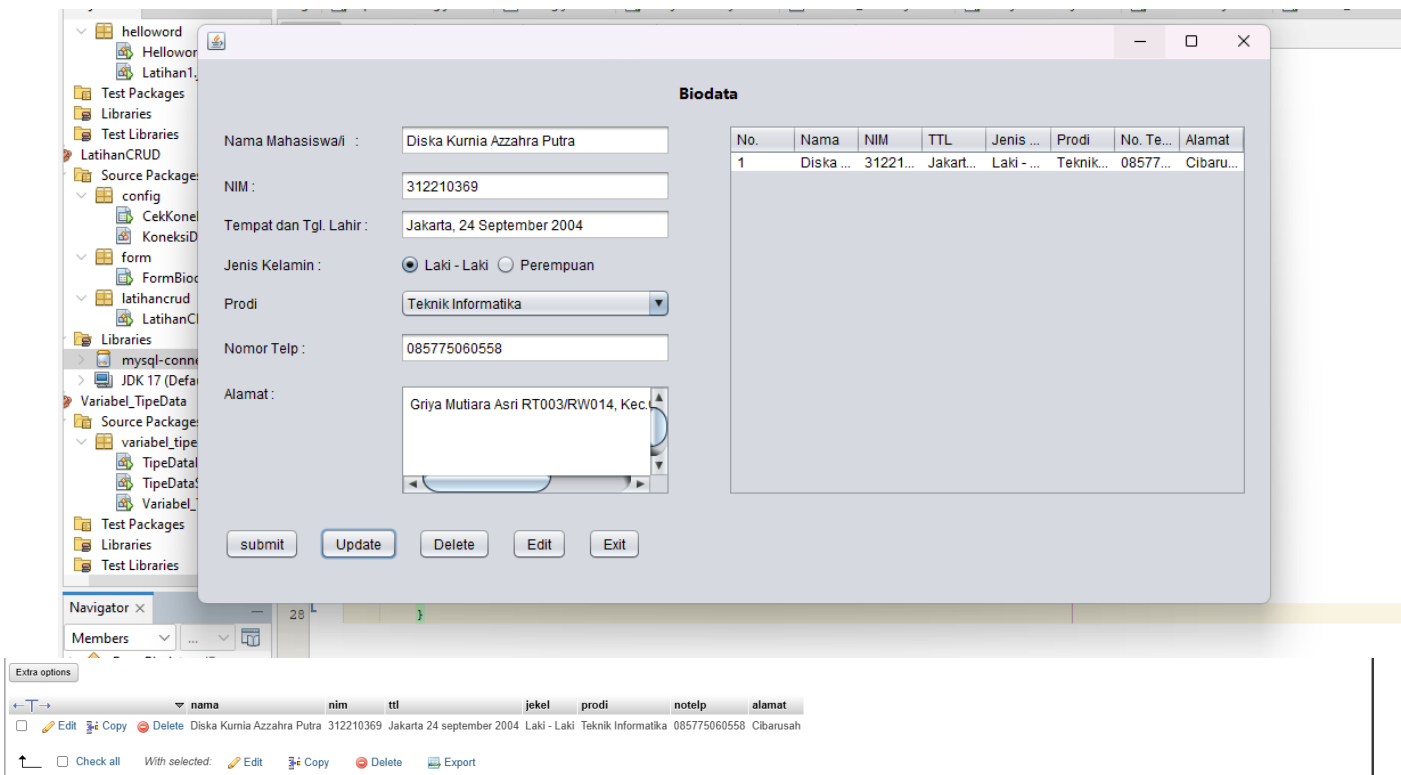 helloword
Hellowor
Latihan1.
Test Packages
Libraries
Test Libraries
LatihanCRUD
Source Package
config
CekKone
KoneksiD
form
FormBio
latihancrud
LatihanC
Libraries
mysql-conne
JDK 17 (Defa
Variabel_TipeData
Source Package
variabel_tipe
TipeData
TipeData
Variabel_
Test Packages
Libraries
Test Libraries
Navigator ×
Members ...
28 }
Biodata
Nama Mahasiswa/i : Diska Kurnia Azzahra Putra
NIM : 312210369
Tempat dan Tgl. Lahir : Jakarta, 24 September 2004
Jenis Kelamin : Laki - Laki Perempuan
Prodi Teknik Informatika
Nomor Telp : 085775060558
Alamat : Griya Mutiara Asri RT003/RW014, Kec.
submit Update Delete Edit Exit
No. Nama NIM TTL Jenis ... Prodi No. Te... Alamat
1 Diska ... 31221... Jakart... Laki - ... Teknik... 08577... Cibaru...
Extra options
nama nim ttl jekel prodi notelp alamat
Edit Copy Delete Diska Kurnia Azzahra Putra 312210369 Jakarta 24 september 2004 Laki - Laki Teknik Informatika 085775060558 Cibarusah
Check all With selected: Edit Copy Delete Export